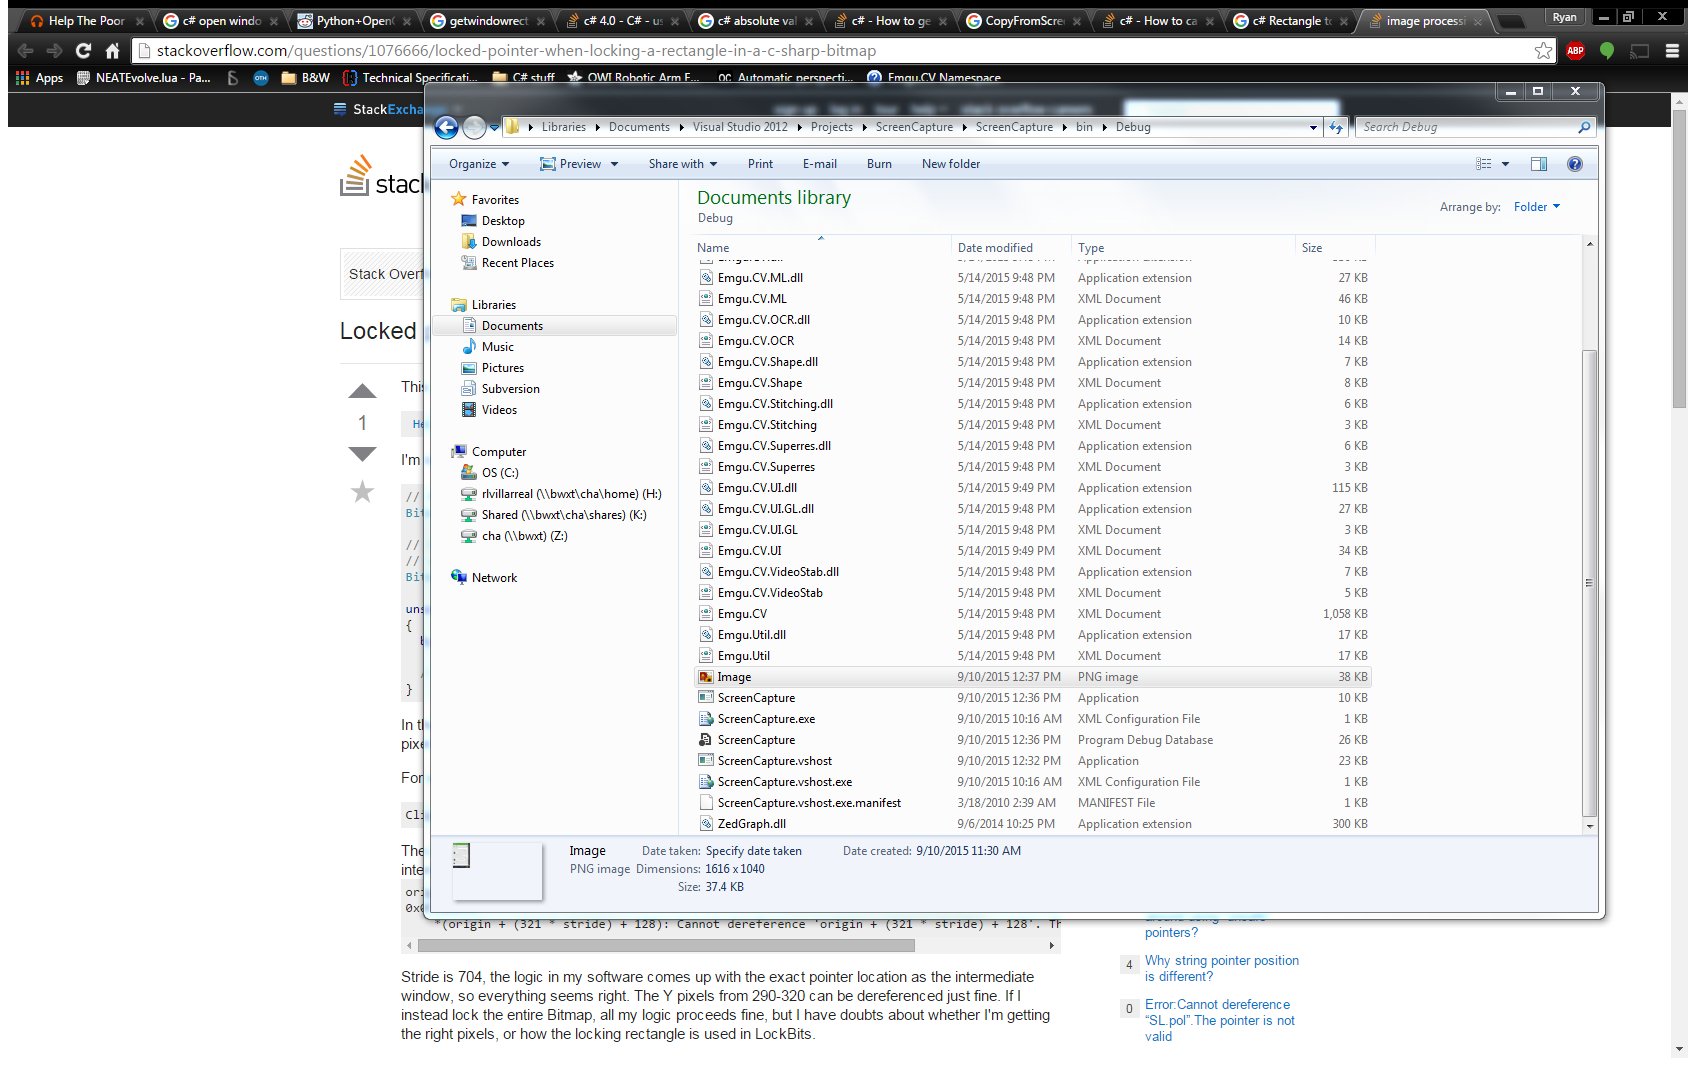 Help The Poor
c# open windo
Python+Open
getwindowrect
c# 4.0 - C# - us
c# absolute val
c# - How to ge
CopyFromScre
c# - How to ca
c# Rectangle to
image processi
Ryan
stackoverflow.com/questions/1076666/locked-pointer-when-locking-a-rectangle-in-a-c-sharp-bitmap
ABP
Apps
NEATEvolve.lua - Pa...
OTH
B&W
Technical Specificati...
C# stuff
OWI Robotic Arm E...
OC Automatic perspecti...
Emgu.CV Namespace
StackExch
Libraries
Documents
Visual Studio 2012
Projects
ScreenCapture
ScreenCapture
bin
Debug
Search Debug
Organize
Preview
Share with
Print
E-mail
Burn
New folder
stack
Stack Overf
Locked
1
This
He
I'm
//
Bit
//
//
Bit
uns
{
b
/
}
In th
pixe
For
Cli
The
inte
ori
0x0
Favorites
Desktop
Downloads
Recent Places
Libraries
Documents
Music
Pictures
Subversion
Videos
Computer
OS (C:)
rlvillarreal (\\bwxt\cha\home) (H:)
Shared (\\bwxt\cha\shares) (K:)
cha (\\bwxt) (Z:)
Network
Documents library
Debug
Arrange by: Folder
Name Date modified Type Size
Emgu.CV.ML.dll 5/14/2015 9:48 PM Application extension 27 KB
Emgu.CV.ML 5/14/2015 9:48 PM XML Document 46 KB
Emgu.CV.OCR.dll 5/14/2015 9:48 PM Application extension 10 KB
Emgu.CV.OCR 5/14/2015 9:48 PM XML Document 14 KB
Emgu.CV.Shape.dll 5/14/2015 9:48 PM Application extension 7 KB
Emgu.CV.Shape 5/14/2015 9:48 PM XML Document 8 KB
Emgu.CV.Stitching.dll 5/14/2015 9:48 PM Application extension 6 KB
Emgu.CV.Stitching 5/14/2015 9:48 PM XML Document 3 KB
Emgu.CV.Superres.dll 5/14/2015 9:48 PM Application extension 6 KB
Emgu.CV.Superres 5/14/2015 9:48 PM XML Document 3 KB
Emgu.CV.UI.dll 5/14/2015 9:49 PM Application extension 115 KB
Emgu.CV.UI.GL.dll 5/14/2015 9:48 PM Application extension 27 KB
Emgu.CV.UI.GL 5/14/2015 9:48 PM XML Document 3 KB
Emgu.CV.UI 5/14/2015 9:49 PM XML Document 34 KB
Emgu.CV.VideoStab.dll 5/14/2015 9:48 PM Application extension 7 KB
Emgu.CV.VideoStab 5/14/2015 9:48 PM XML Document 5 KB
Emgu.CV 5/14/2015 9:48 PM XML Document 1,058 KB
Emgu.Util.dll 5/14/2015 9:48 PM Application extension 17 KB
Emgu.Util 5/14/2015 9:48 PM XML Document 17 KB
Image 9/10/2015 12:37 PM PNG image 38 KB
ScreenCapture 9/10/2015 12:36 PM Application 10 KB
ScreenCapture.exe 9/10/2015 10:16 AM XML Configuration File 1 KB
ScreenCapture 9/10/2015 12:36 PM Program Debug Database 26 KB
ScreenCapture.vshost 9/10/2015 12:32 PM Application 23 KB
ScreenCapture.vshost.exe 9/10/2015 10:16 AM XML Configuration File 1 KB
ScreenCapture.vshost.exe.manifest 3/18/2010 2:39 AM MANIFEST File 1 KB
ZedGraph.dll 9/6/2014 10:25 PM Application extension 300 KB
Image Date taken: Specify date taken Date created: 9/10/2015 11:30 AM
PNG image Dimensions: 1616 x 1040
Size: 37.4 KB
*(origin + (321 * stride) + 128): Cannot dereference 'origin + (321 * stride) + 128'. Th
Stride is 704, the logic in my software comes up with the exact pointer location as the intermediate
window, so everything seems right. The Y pixels from 290-320 can be dereferenced just fine. If I
instead lock the entire Bitmap, all my logic proceeds fine, but I have doubts about whether I'm getting
the right pixels, or how the locking rectangle is used in LockBits.
pointers?
4 Why string pointer position
is different?
0 Error:Cannot dereference
"SL.pol".The pointer is not
valid